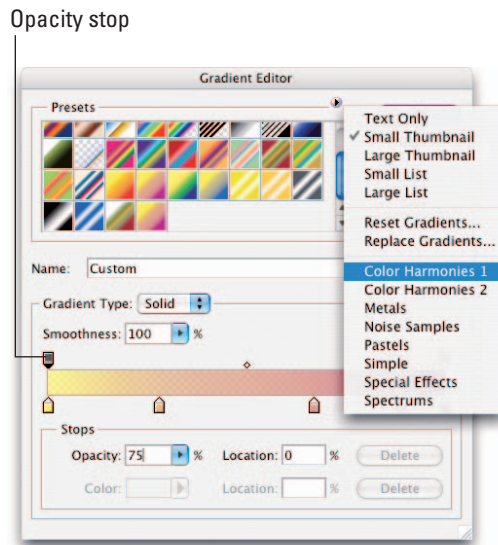 Opacity stop
Gradient Editor
Presets
Text Only
✓ Small Thumbnail
Large Thumbnail
Small List
Large List
Reset Gradients...
Replace Gradients...
Color Harmonies 1
Color Harmonies 2
Metals
Noise Samples
Pastels
Simple
Special Effects
Spectrums
Name: Custom
Gradient Type: Solid
Smoothness: 100 %
Stops
Opacity: 75 % Location: 0 % Delete
Color: Location: % Delete